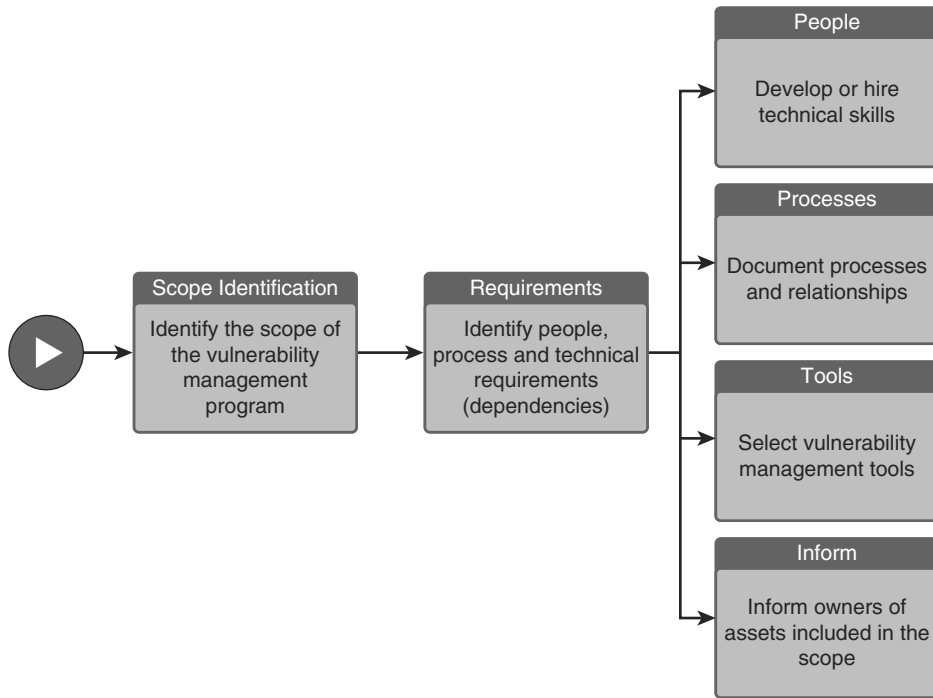 Scope Identification
Identify the scope of
the vulnerability
management
program
Requirements
Identify people,
process and technical
requirements
(dependencies)
People
Develop or hire
technical skills
Processes
Document processes
and relationships
Tools
Select vulnerability
management tools
Inform
Inform owners of
assets included in the
scope